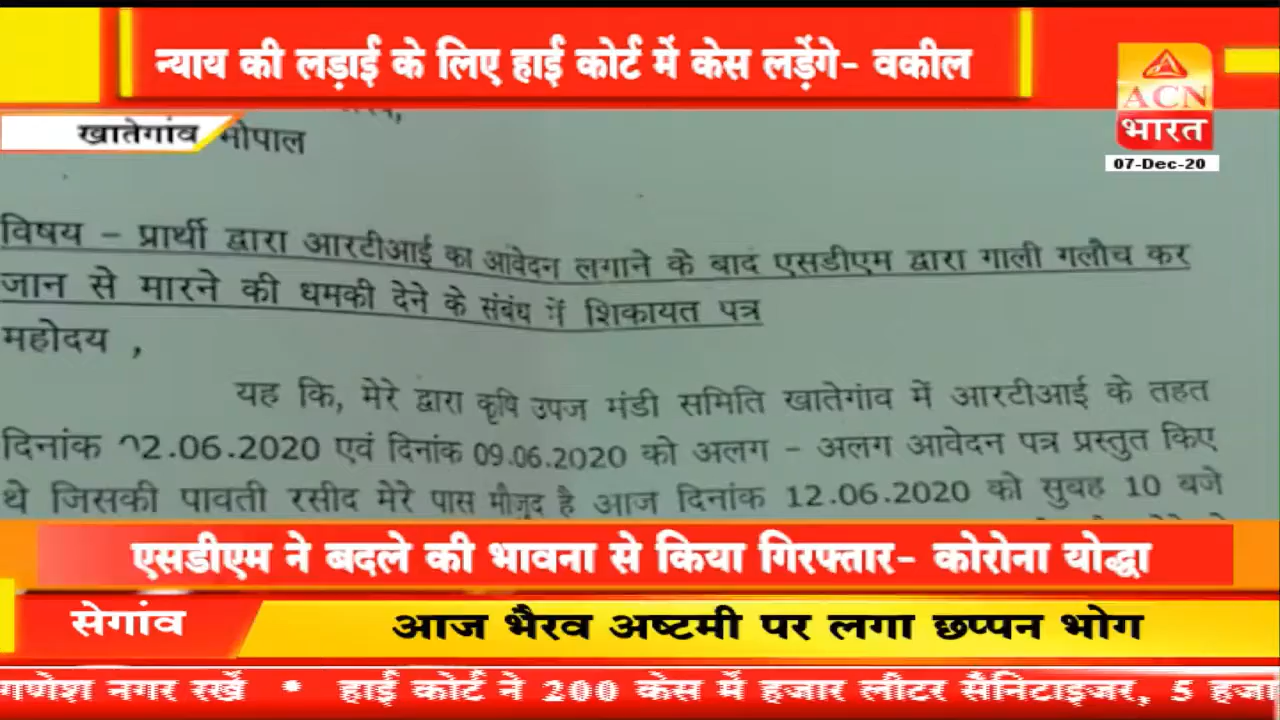 न्याय की लड़ाई के लिए हाई कोर्ट में केस लड़ेंगे- वकील
ACN
भारत
07-Dec-20
खातेगांव
भोपाल
विषय – प्रार्थी द्वारा आरटीआई का आवेदन लगाने के बाद एसडीएम द्वारा गाली गलौच कर
जान से मारने की धमकी देने के संबंध में शिकायत पत्र
महोदय ,
यह कि, मेरे द्वारा कृषि उपज मंडी समिति खातेगांव में आरटीआई के तहत
दिनांक 02.06.2020 एवं दिनांक 09.06.2020 को अलग – अलग आवेदन पत्र प्रस्तुत किए
थे जिसकी पावती रसीद मेरे पास मौजूद है आज दिनांक 12.06.2020 को सुबह 10 बजे
एसडीएम ने बदले की भावना से किया गिरफ्तार- कोरोना योद्धा
सेगांव
आज भैरव अष्टमी पर लगा छप्पन भोग
गणेश नगर रखें * हाई कोर्ट ने 200 केस में हजार लीटर सैनिटाइजर, 5